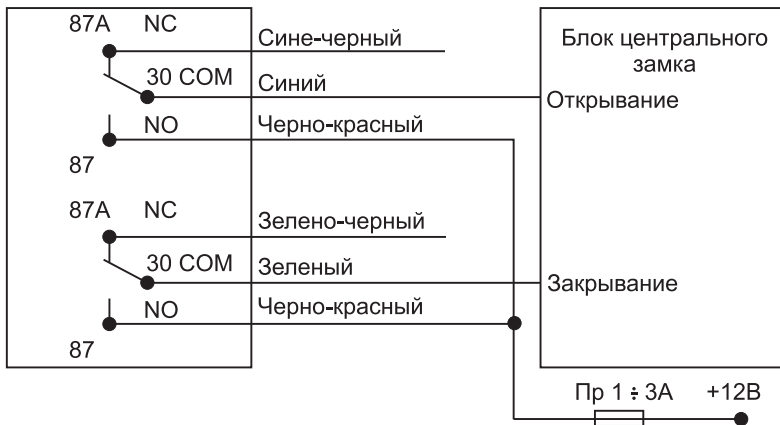 87A NC
Сине-черный
30 COM
Синий
NO
Черно-красный
87
87A NC
Зелено-черный
30 COM
Зеленый
NO
Черно-красный
87
Блок центрального
замка
Открывание
Закрывание
Пр 1 ÷ 3А +12В